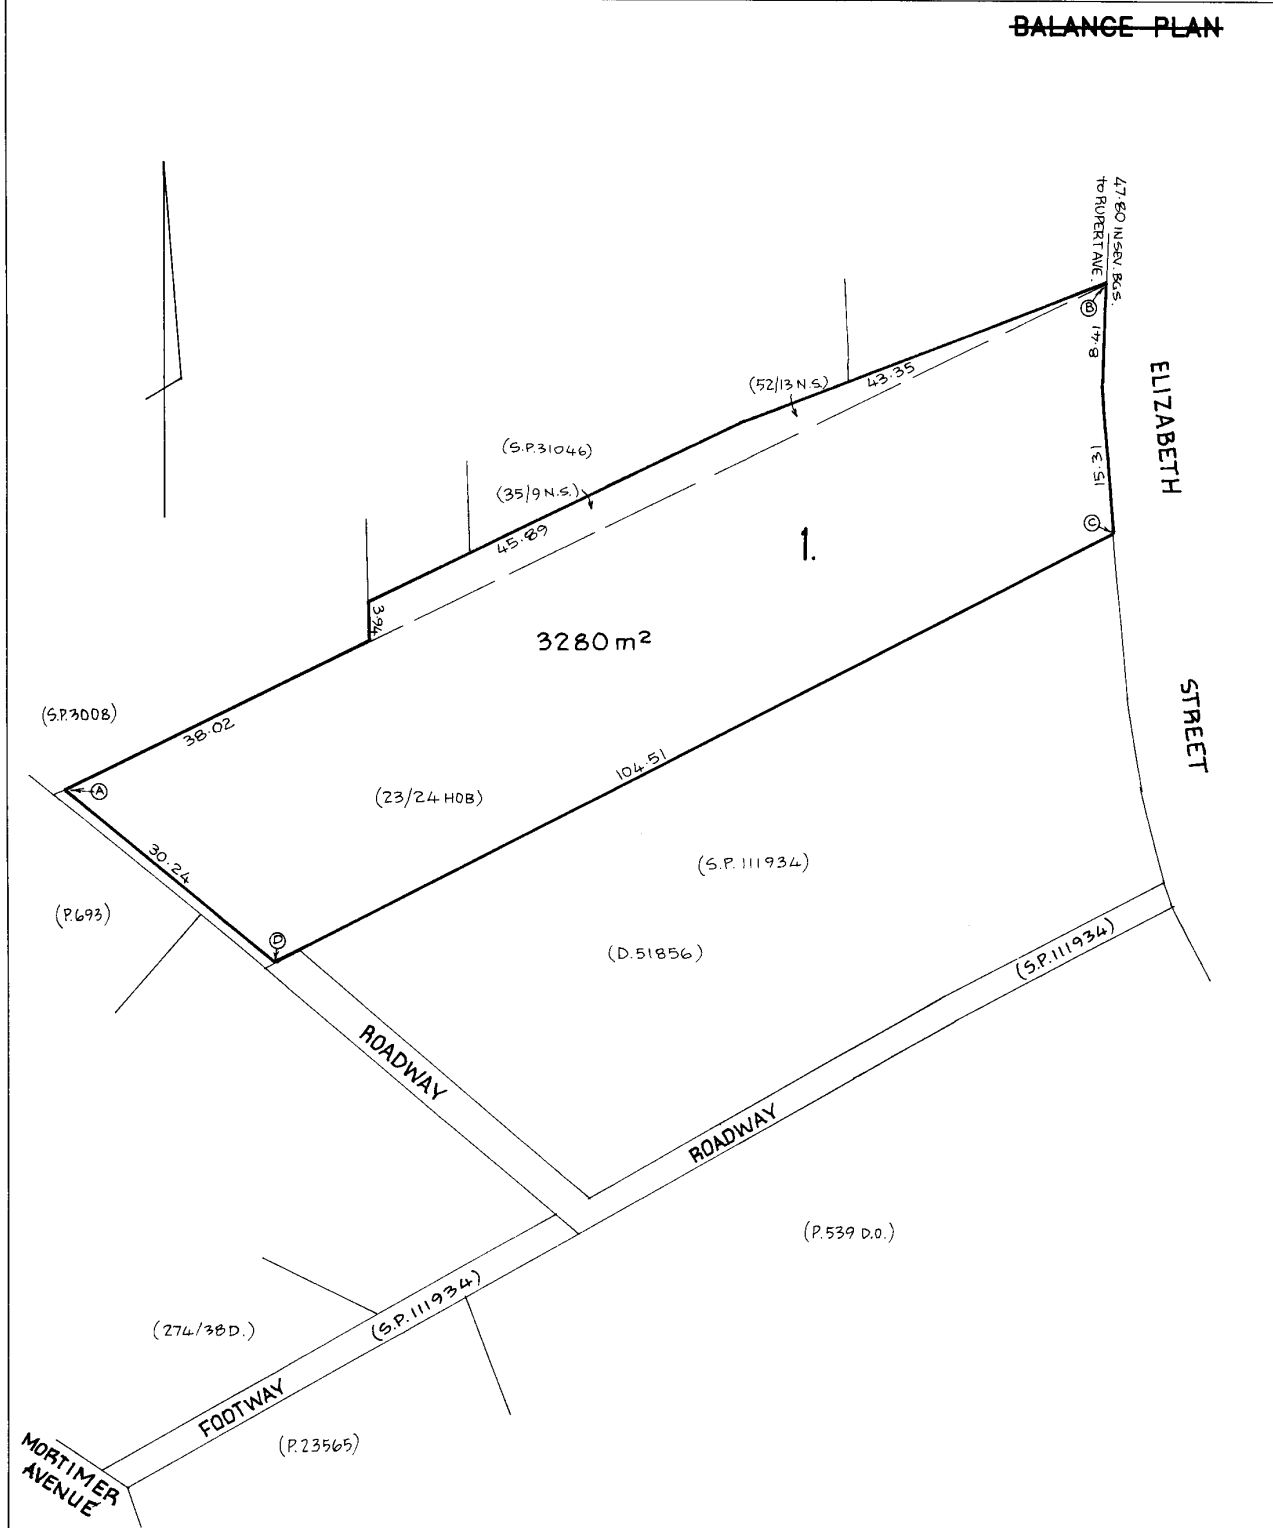 BALANCE PLAN
47·80 IN SEV. BGS.
to RUPERT AVE.
B
8·41
ELIZABETH
(52/13 N.S.)
43·35
(S.P.31046)
(35/9 N.S.)
15·31
45·89
C
1.
3·94
3280 m²
STREET
(S.P.3008)
38·02
104·51
A
(23/24 HOB)
30·24
(S.P.111934)
(P.693)
D
(D.51856)
(S.P.111934)
ROADWAY
ROADWAY
(P.539 D.O.)
(S.P.111934)
(274/38D.)
FOOTWAY
(P.23565)
MORTIMER
AVENUE